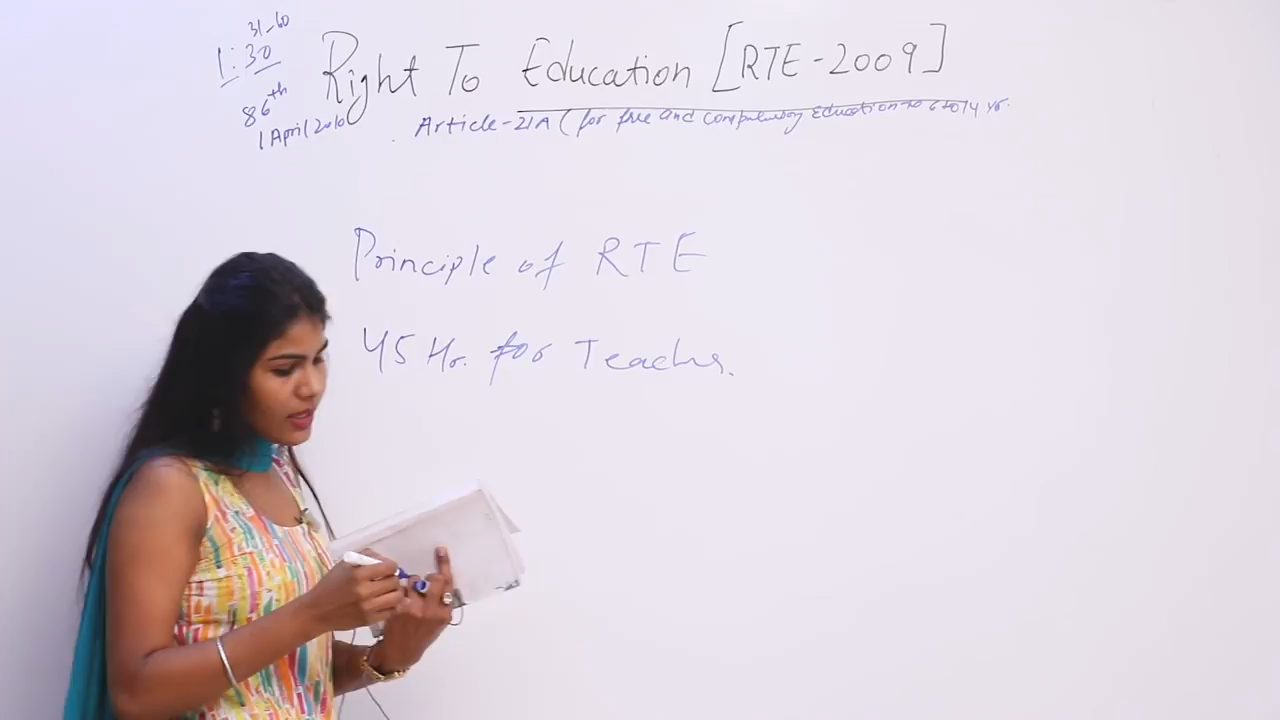 31-60
1:30
Right To Education [RTE-2009]
86th
1 April 2010
Article-21A (for free and compulsory Education to 6 to 14 yr.
Principle of RTE
45 Hr. for Teachs.